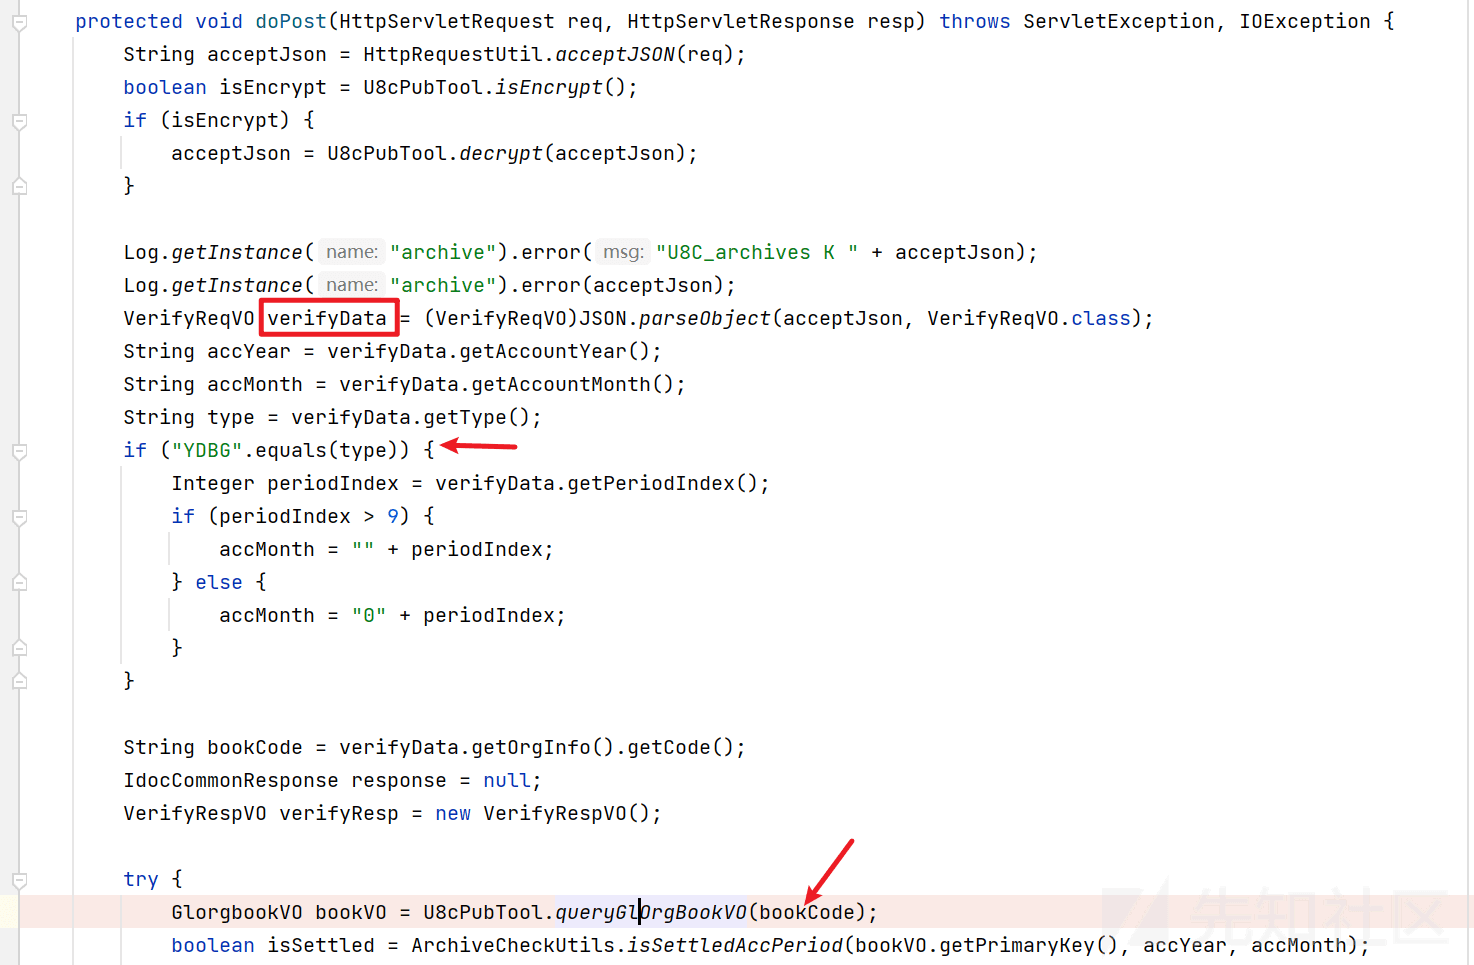 protected void doPost(HttpServletRequest req, HttpServletResponse resp) throws ServletException, IOException {
String acceptJson = HttpRequestUtil.acceptJSON(req);
boolean isEncrypt = U8cPubTool.isEncrypt();
if (isEncrypt) {
acceptJson = U8cPubTool.decrypt(acceptJson);
}
Log.getInstance( name: "archive").error( msg: "U8C_archives K " + acceptJson);
Log.getInstance( name: "archive").error(acceptJson);
VerifyReqVO verifyData = (VerifyReqVO)JSON.parseObject(acceptJson, VerifyReqVO.class);
String accYear = verifyData.getAccountYear();
String accMonth = verifyData.getAccountMonth();
String type = verifyData.getType();
if ("YDBG".equals(type)) {
Integer periodIndex = verifyData.getPeriodIndex();
if (periodIndex > 9) {
accMonth = "" + periodIndex;
} else {
accMonth = "0" + periodIndex;
}
}
String bookCode = verifyData.getOrgInfo().getCode();
IdocCommonResponse response = null;
VerifyRespVO verifyResp = new VerifyRespVO();
try {
GlorgbookVO bookVO = U8cPubTool.queryGlOrgBookVO(bookCode);
boolean isSettled = ArchiveCheckUtils.isSettledAccPeriod(bookVO.getPrimaryKey(), accYear, accMonth);
先知社区